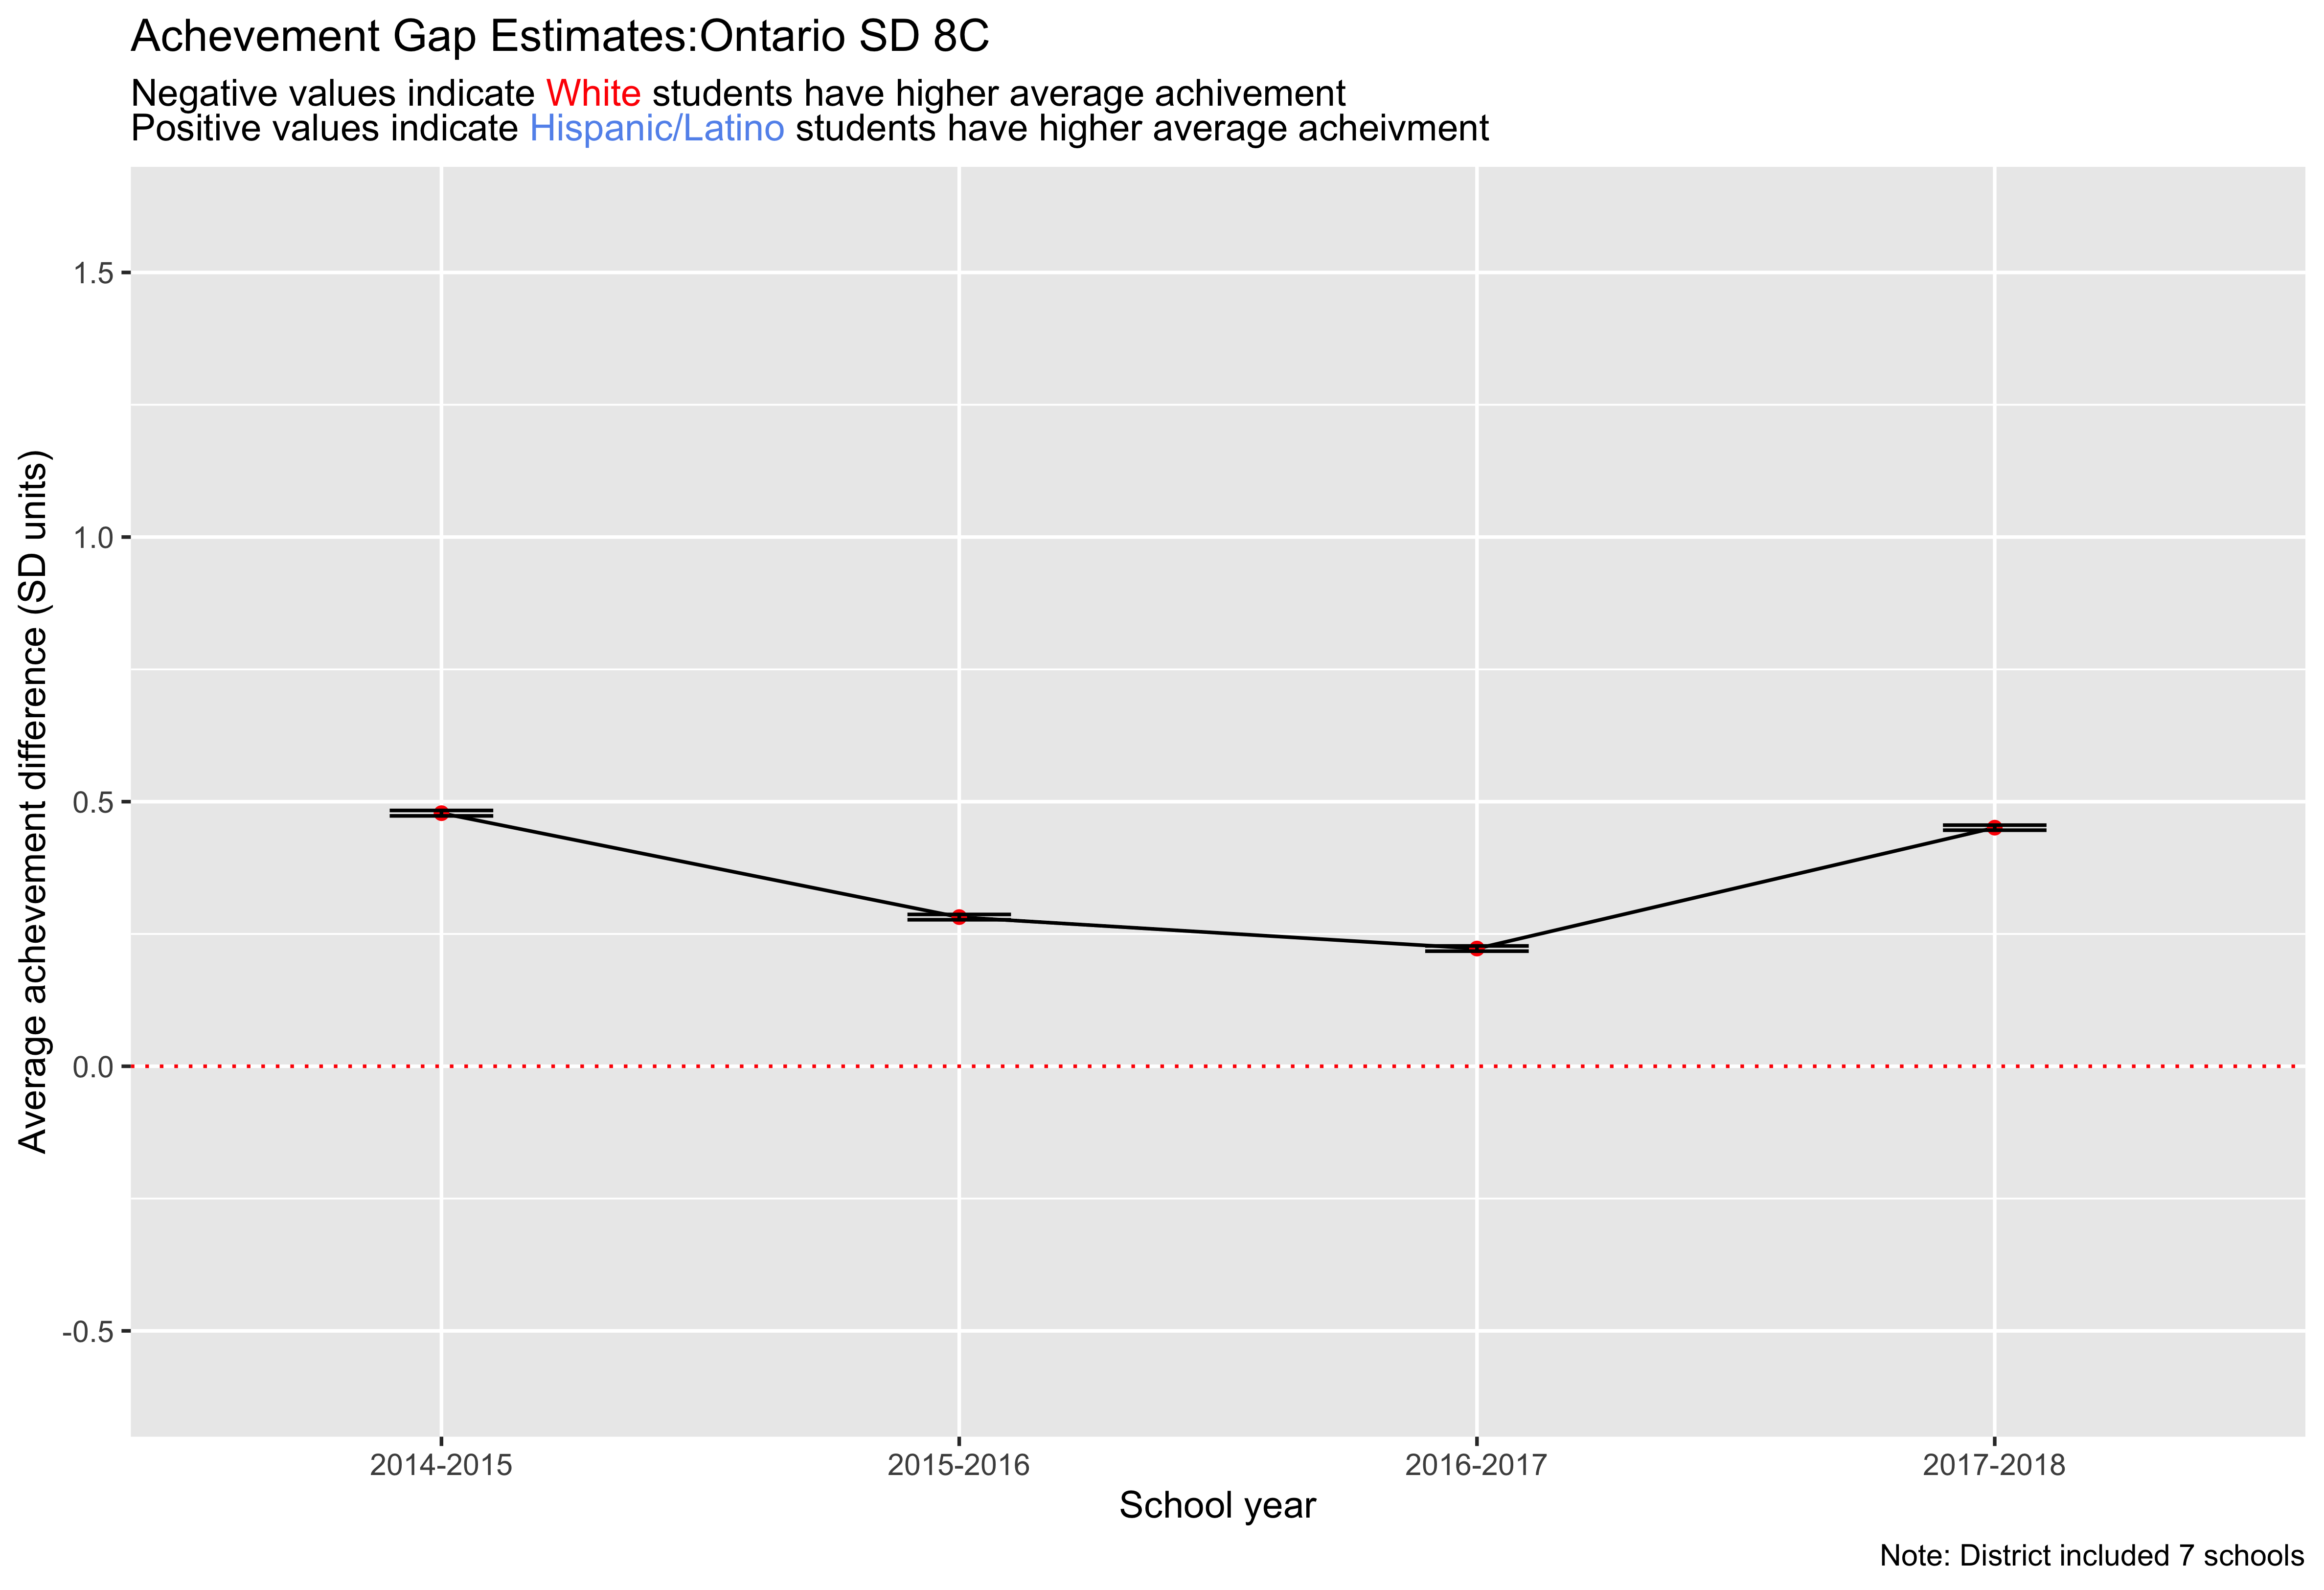 Achevement Gap Estimates:Ontario SD 8C
Negative values indicate White students have higher average achivement
Positive values indicate Hispanic/Latino students have higher average acheivment
Average achevement difference (SD units)
1.5
1.0
0.5
0.0
-0.5
2014-2015 2015-2016 2016-2017 2017-2018
School year
Note: District included 7 schools